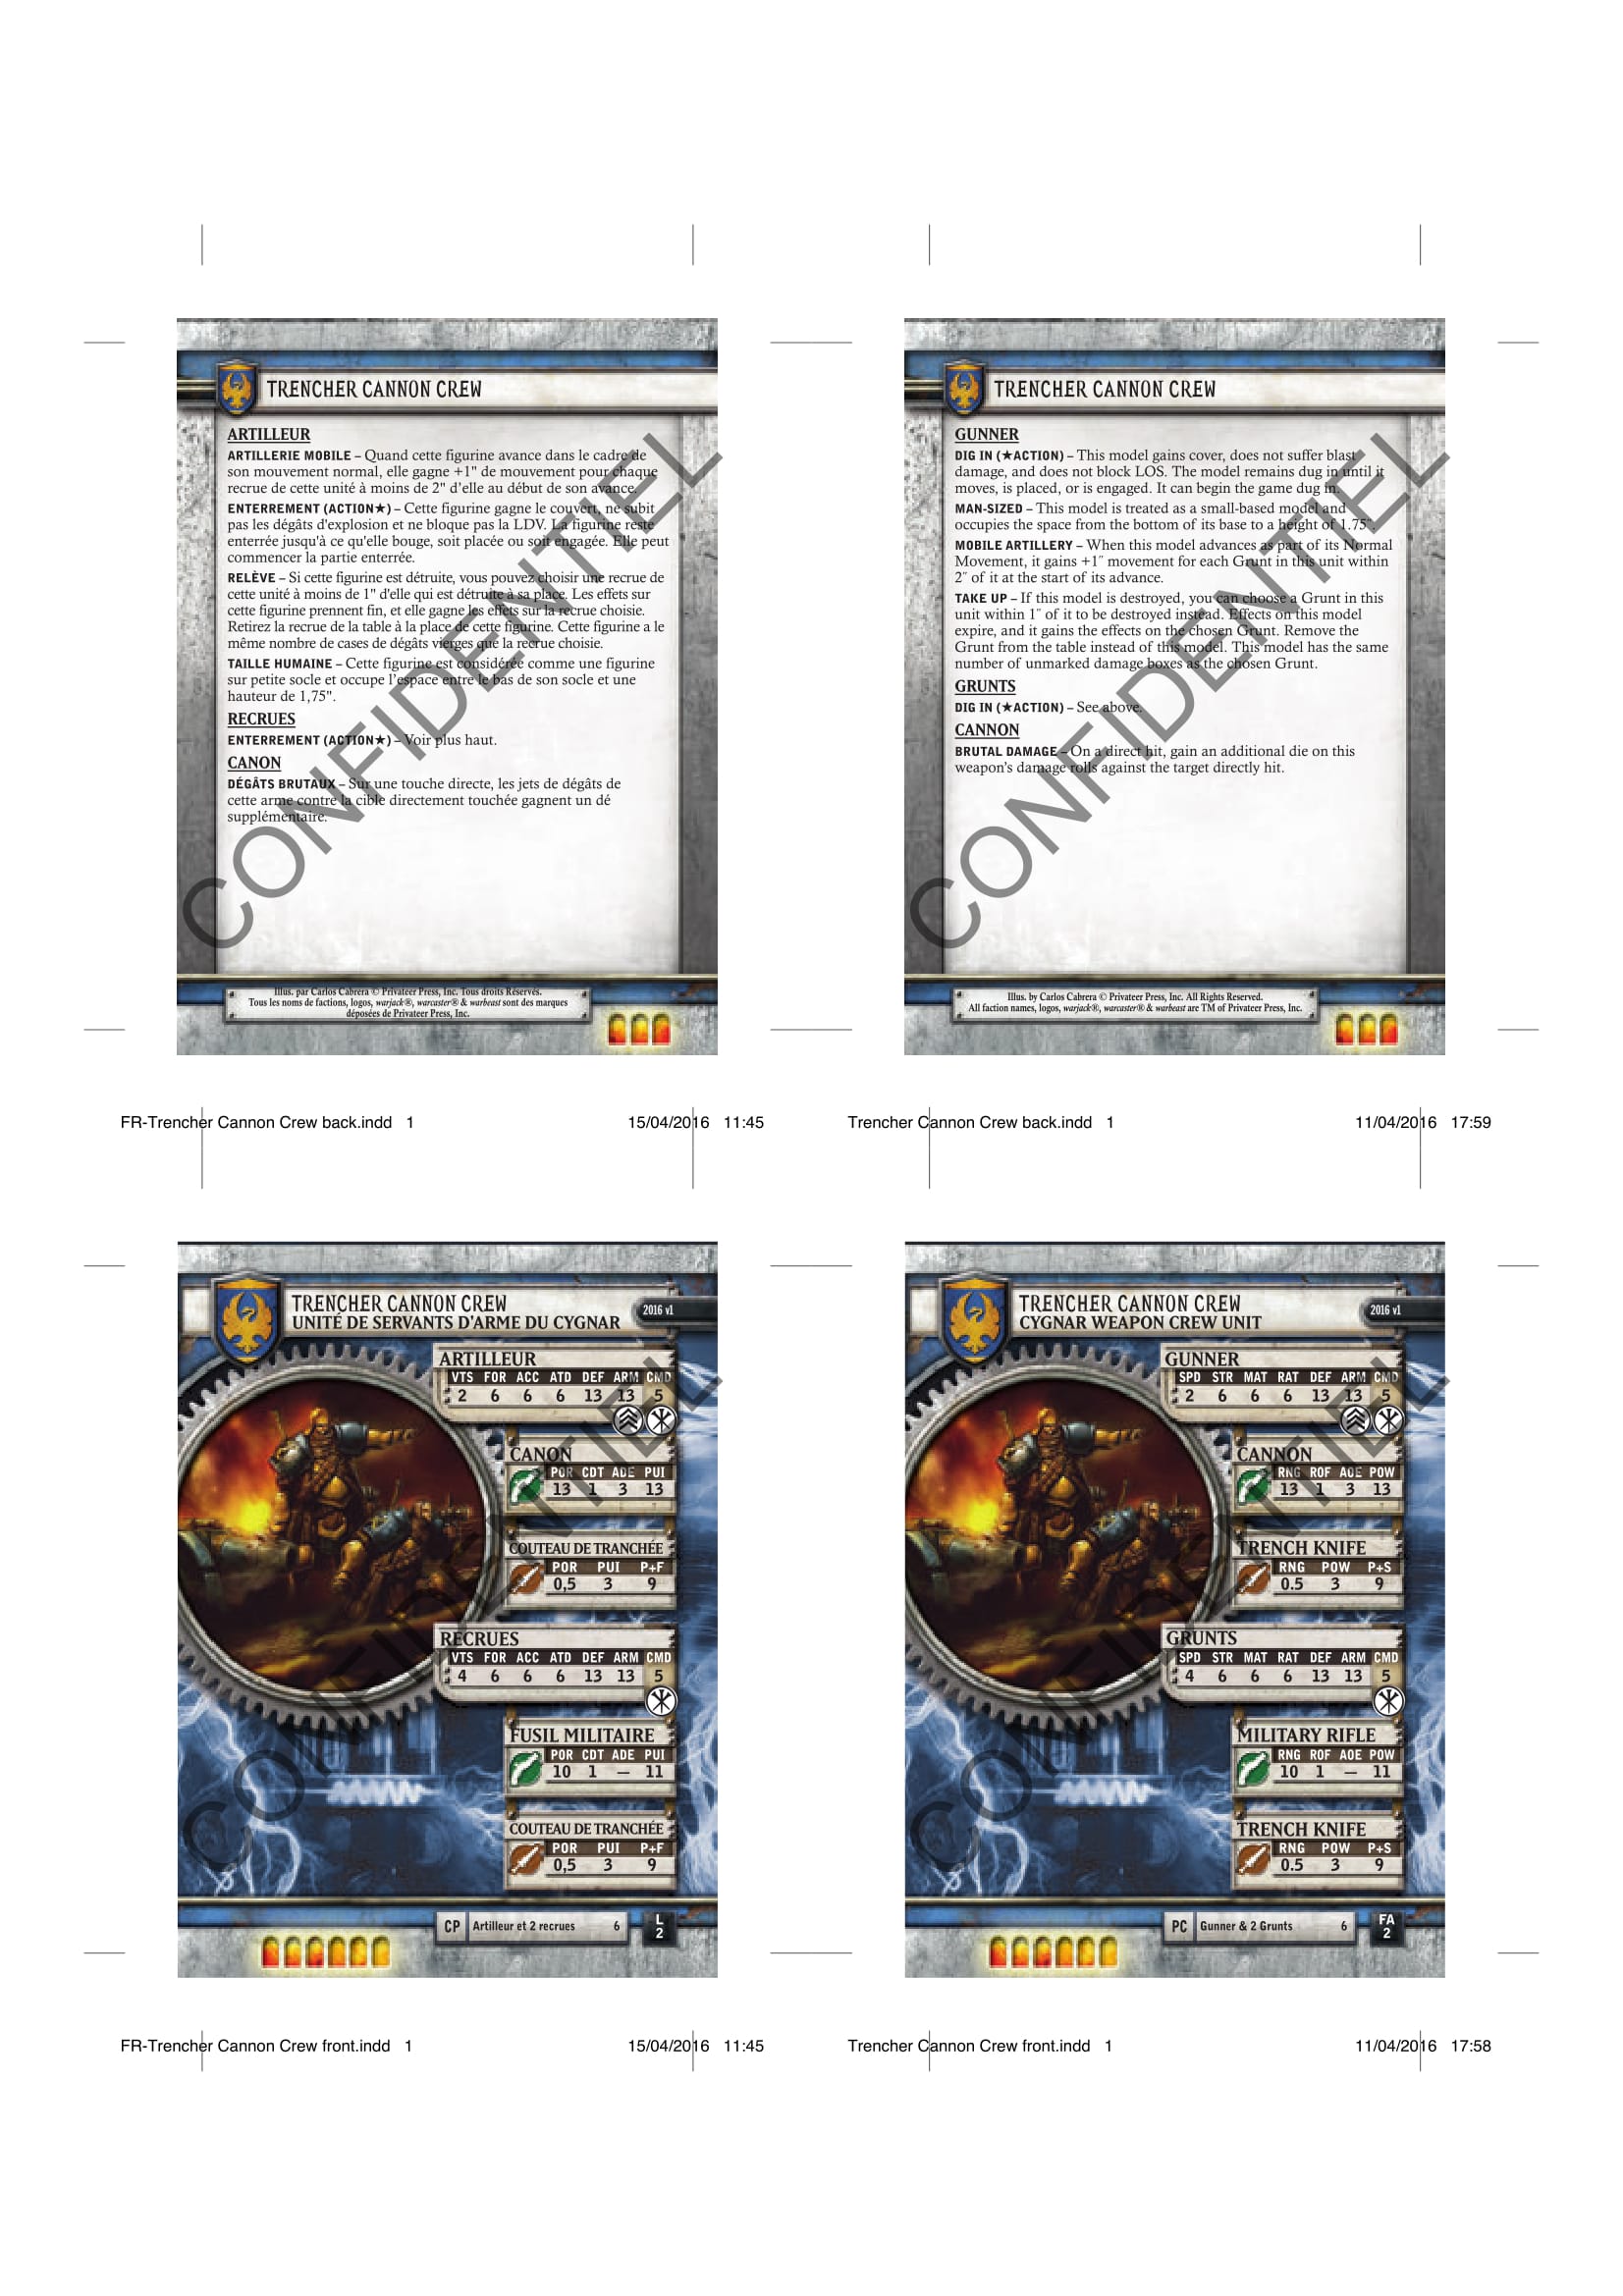 TRENCHER CANNON CREW
ARTILLEUR
ARTILLERIE MOBILE – Quand cette figurine avance dans le cadre de
son mouvement normal, elle gagne +1" de mouvement pour chaque
recrue de cette unité à moins de 2" d'elle au début de son avance.
ENTERREMENT (ACTION★) – Cette figurine gagne le couvert, ne subit
pas les dégâts d'explosion et ne bloque pas la LDV. La figurine reste
enterrée jusqu'à ce qu'elle bouge, soit placée ou soit engagée. Elle peut
commencer la partie enterrée.
RELÈVE – Si cette figurine est détruite, vous pouvez choisir une recrue de
cette unité à moins de 1" d'elle qui est détruite à sa place. Les effets sur
cette figurine prennent fin, et elle gagne les effets sur la recrue choisie.
Retirez la recrue de la table à la place de cette figurine. Cette figurine a le
même nombre de cases de dégâts vierges que la recrue choisie.
TAILLE HUMAINE – Cette figurine est considérée comme une figurine
sur petite socle et occupe l'espace entre le bas de son socle et une
hauteur de 1,75".
RECRUES
ENTERREMENT (ACTION★) – Voir plus haut.
CANON
DÉGÂTS BRUTAUX – Sur une touche directe, les jets de dégâts de
cette arme contre la cible directement touchée gagnent un dé
supplémentaire.
CONFIDENTIEL
Illus. par Carlos Cabrera © Privateer Press, Inc. Tous droits Réservés.
Tous les noms de factions, logos, warjack®, warcaster® & warbeast sont des marques
déposées de Privateer Press, Inc.
FR-Trencher Cannon Crew back.indd 1 15/04/2016 11:45
TRENCHER CANNON CREW
GUNNER
DIG IN (★ACTION) – This model gains cover, does not suffer blast
damage, and does not block LOS. The model remains dug in until it
moves, is placed, or is engaged. It can begin the game dug in.
MAN-SIZED – This model is treated as a small-based model and
occupies the space from the bottom of its base to a height of 1.75˝.
MOBILE ARTILLERY – When this model advances as part of its Normal
Movement, it gains +1˝ movement for each Grunt in this unit within
2˝ of it at the start of its advance.
TAKE UP – If this model is destroyed, you can choose a Grunt in this
unit within 1˝ of it to be destroyed instead. Effects on this model
expire, and it gains the effects on the chosen Grunt. Remove the
Grunt from the table instead of this model. This model has the same
number of unmarked damage boxes as the chosen Grunt.
GRUNTS
DIG IN (★ACTION) – See above.
CANNON
BRUTAL DAMAGE – On a direct hit, gain an additional die on this
weapon's damage rolls against the target directly hit.
CONFIDENTIEL
Illus. by Carlos Cabrera © Privateer Press, Inc. All Rights Reserved.
All faction names, logos, warjack®, warcaster® & warbeast are TM of Privateer Press, Inc.
Trencher Cannon Crew back.indd 1 11/04/2016 17:59
TRENCHER CANNON CREW
UNITÉ DE SERVANTS D'ARME DU CYGNAR
2016 v1
ARTILLEUR
VTS FOR ACC ATD DEF ARM CMD
2 6 6 6 13 13 5
CANON
POR CDT ADE PUI
13 1 3 13
COUTEAU DE TRANCHÉE
POR PUI P+F
0,5 3 9
RECRUES
VTS FOR ACC ATD DEF ARM CMD
4 6 6 6 13 13 5
FUSIL MILITAIRE
POR CDT ADE PUI
10 1 — 11
COUTEAU DE TRANCHÉE
POR PUI P+F
0,5 3 9
CONFIDENTIEL
CP Artilleur et 2 recrues 6
L
2
FR-Trencher Cannon Crew front.indd 1 15/04/2016 11:45
TRENCHER CANNON CREW
CYGNAR WEAPON CREW UNIT
2016 v1
GUNNER
SPD STR MAT RAT DEF ARM CMD
2 6 6 6 13 13 5
CANNON
RNG ROF AOE POW
13 1 3 13
TRENCH KNIFE
RNG POW P+S
0.5 3 9
GRUNTS
SPD STR MAT RAT DEF ARM CMD
4 6 6 6 13 13 5
MILITARY RIFLE
RNG ROF AOE POW
10 1 — 11
TRENCH KNIFE
RNG POW P+S
0.5 3 9
CONFIDENTIEL
PC Gunner & 2 Grunts 6
FA
2
Trencher Cannon Crew front.indd 1 11/04/2016 17:58